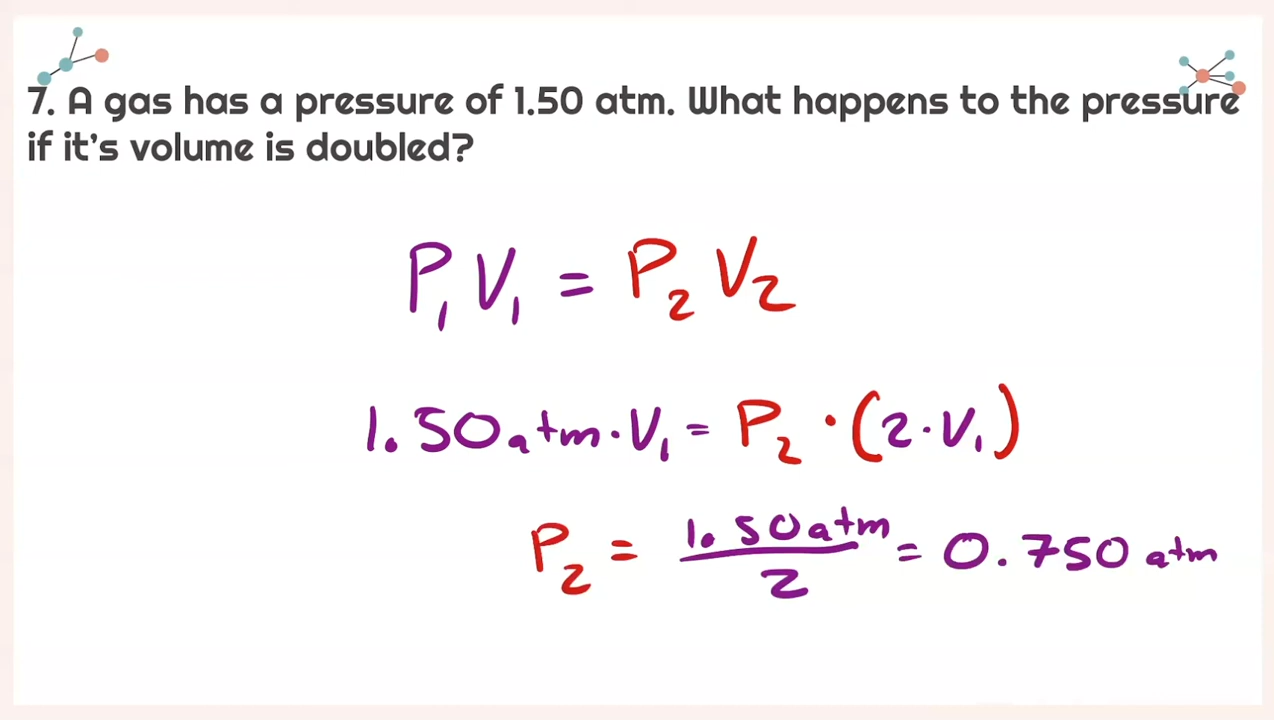 7. A gas has a pressure of 1.50 atm. What happens to the pressure
if it's volume is doubled?
P₁V₁ = P₂V₂
1.50atm·V₁ = P₂ · (2·V₁)
P₂ = 1.50atm/2 = 0.750 atm